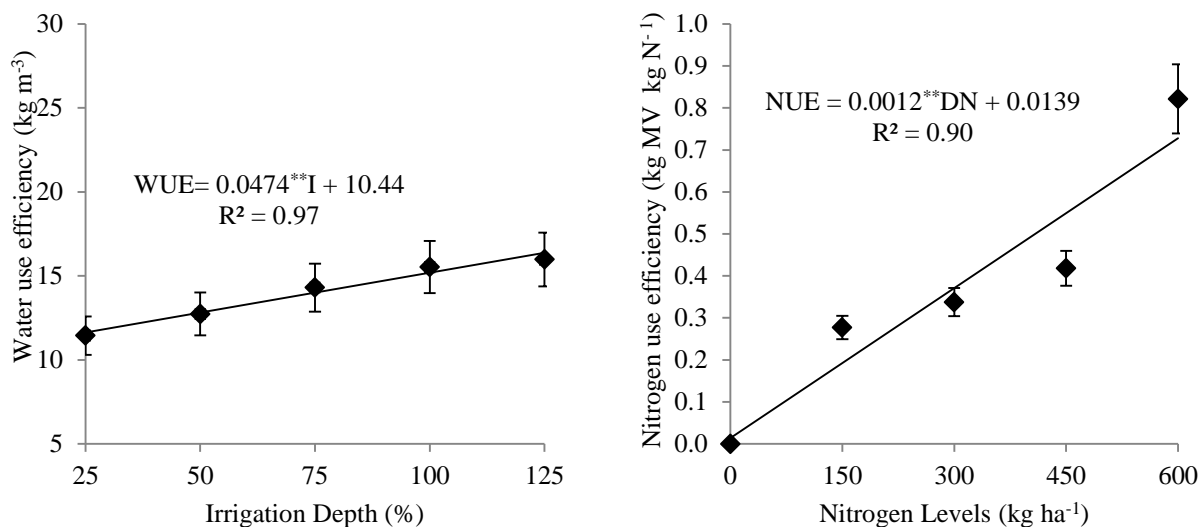 Water use efficiency (kg m⁻³)
30
25
20
15
10
5
WUE= 0.0474**I + 10.44
R² = 0.97
25 50 75 100 125
Irrigation Depth (%)
Nitrogen use efficiency (kg MV kg N⁻¹)
1.0
0.9
0.8
0.7
0.6
0.5
0.4
0.3
0.2
0.1
0.0
NUE = 0.0012**DN + 0.0139
R² = 0.90
0 150 300 450 600
Nitrogen Levels (kg ha⁻¹)